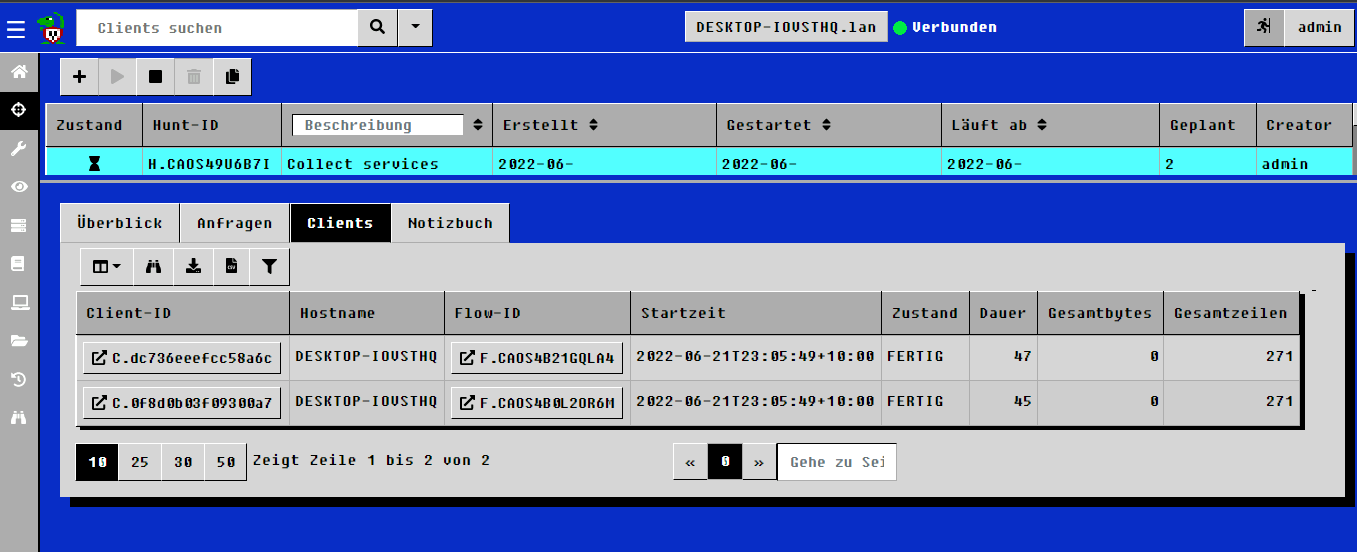 Clients suchen DESKTOP-IOVSTHQ.lan Verbunden admin
Zustand Hunt-ID Beschreibung Erstellt Gestartet Läuft ab Geplant Creator
H.CAOS49U6B7I Collect services 2022-06- 2022-06- 2022-06- 2 admin
Überblick Anfragen Clients Notizbuch
Client-ID Hostname Flow-ID Startzeit Zustand Dauer Gesamtbytes Gesamtzeilen
C.dc736eeefcc58a6c DESKTOP-IOVSTHQ F.CAOS4B21GQLA4 2022-06-21T23:05:49+10:00 FERTIG 47 0 271
C.0f8d0b03f09300a7 DESKTOP-IOVSTHQ F.CAOS4B0L2OR6M 2022-06-21T23:05:49+10:00 FERTIG 45 0 271
10 25 30 50 Zeigt Zeile 1 bis 2 von 2 « 0 » Gehe zu Sei